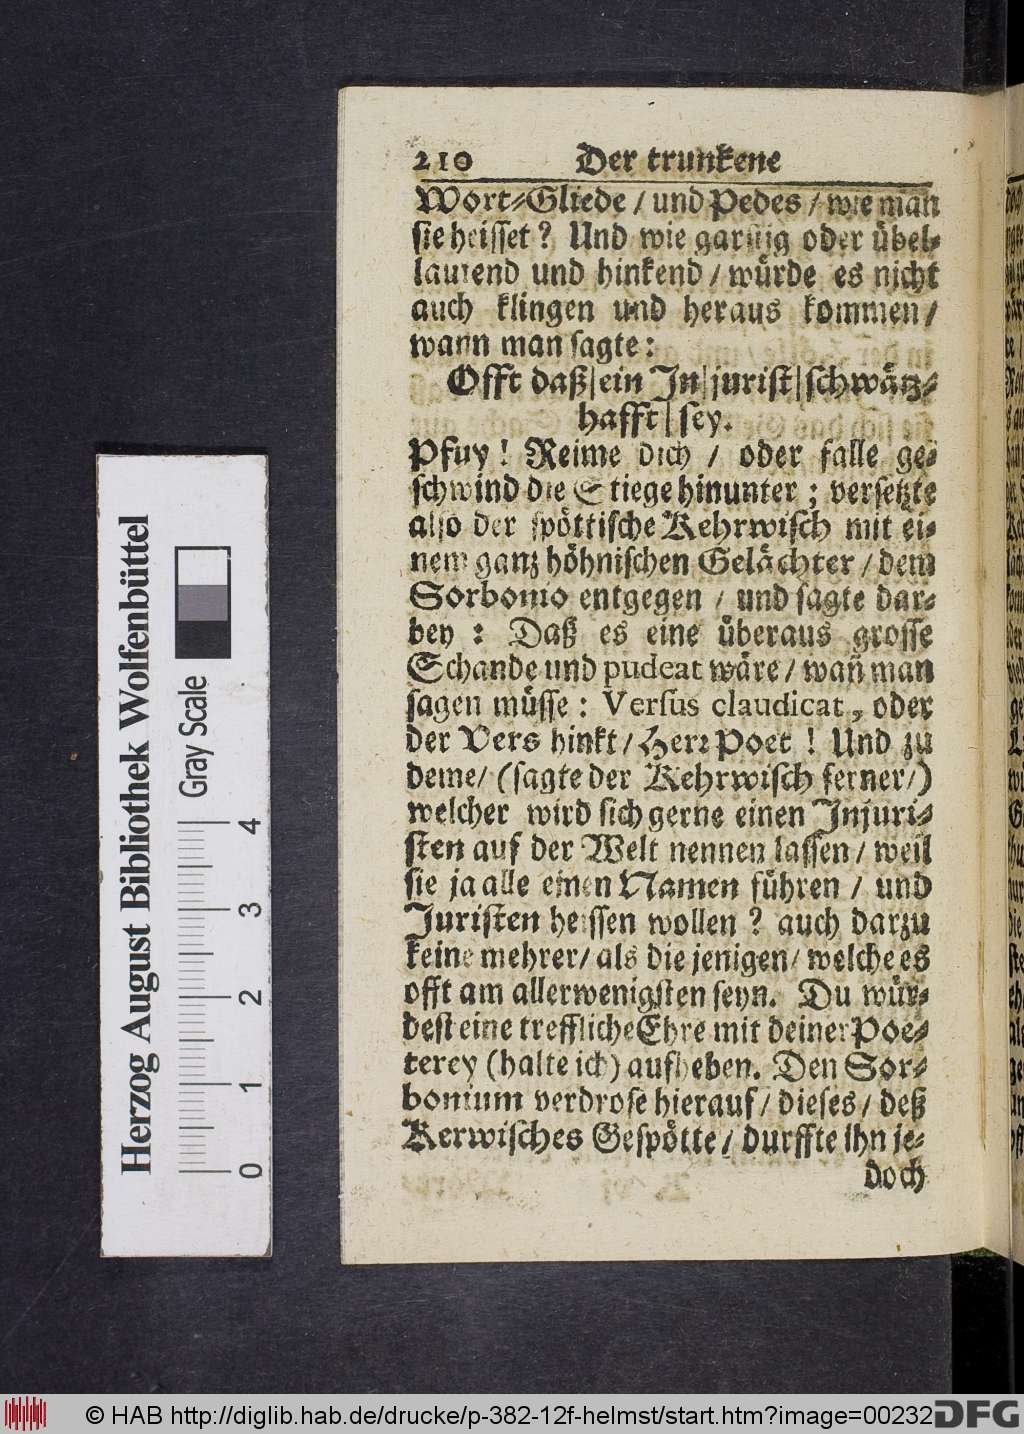 210 Der trunkene
Wort-Gliede / und Pedes / wie man
sie heisset? Und wie garstig oder übel-
lautend und hinkend / würde es nicht
auch klingen und heraus kommen /
wann man sagte:
Offt daß|ein In|jurist|schwätz-
hafft|sey.
Pfuy! Reime dich / oder falle ge-
schwind die Stiege hinunter; versetzte
also der spöttische Kehrwisch mit ei-
nem ganz höhnischen Gelächter / dem
Sorbonio entgegen / und sagte dar-
bey: Daß es eine überaus grosse
Schande und pudeat wäre / wañ man
sagen müsse: Versus claudicat, oder
der Vers hinkt / Herr Poet! Und zu
deme / (sagte der Kehrwisch ferner /)
welcher wird sich gerne einen Injuri-
sten auf der Welt nennen lassen / weil
sie ja alle einen Namen führen / und
Juristen heissen wollen? auch darzu
keine mehrer / als die jenigen / welche es
offt am allerwenigsten seyn. Du wür-
dest eine treffliche Ehre mit deiner Poe-
terey (halte ich) aufheben. Den Sor-
bonium verdrose hierauf / dieses / deß
Kerwisches Gespötte / durffte ihn je-
doch
Herzog August Bibliothek Wolfenbüttel
Gray Scale
0 1 2 3 4
© HAB http://diglib.hab.de/drucke/p-382-12f-helmst/start.htm?image=00232
DFG